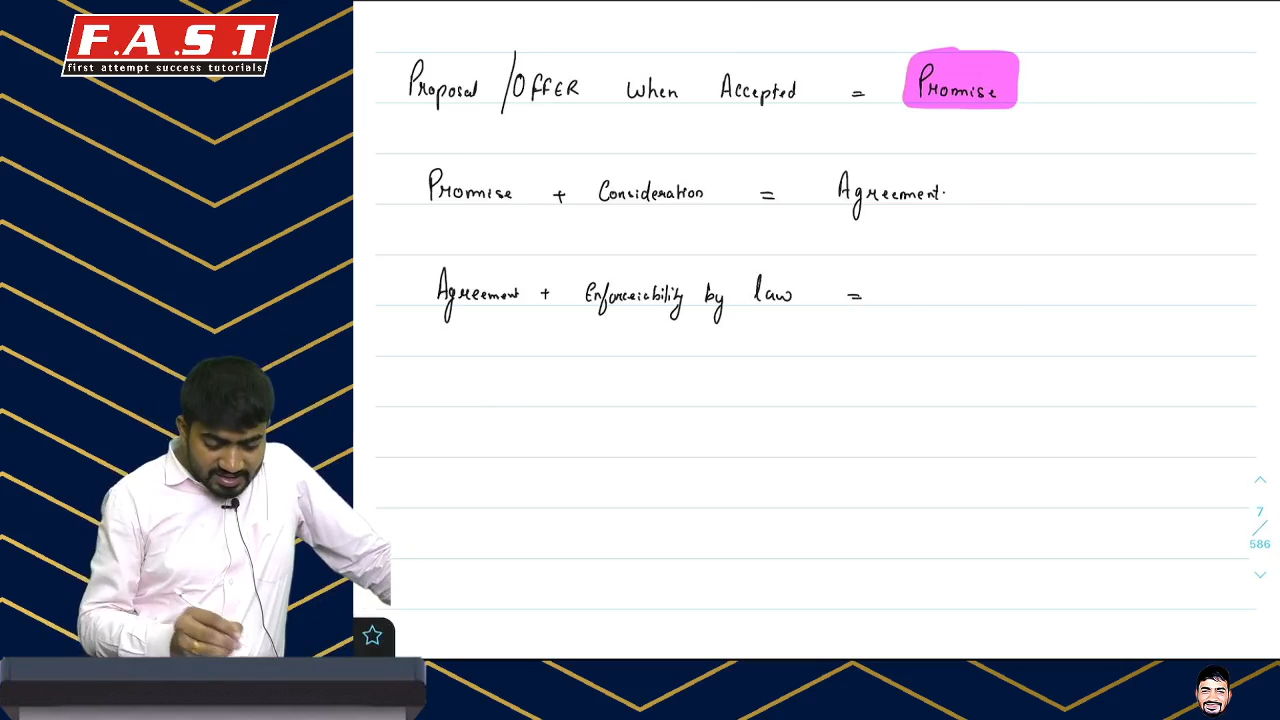 F.A.S.T
first attempt success tutorials
Proposal / OFFER when Accepted = Promise
Promise + Consideration = Agreement.
Agreement + Enforceability by law =
7
586